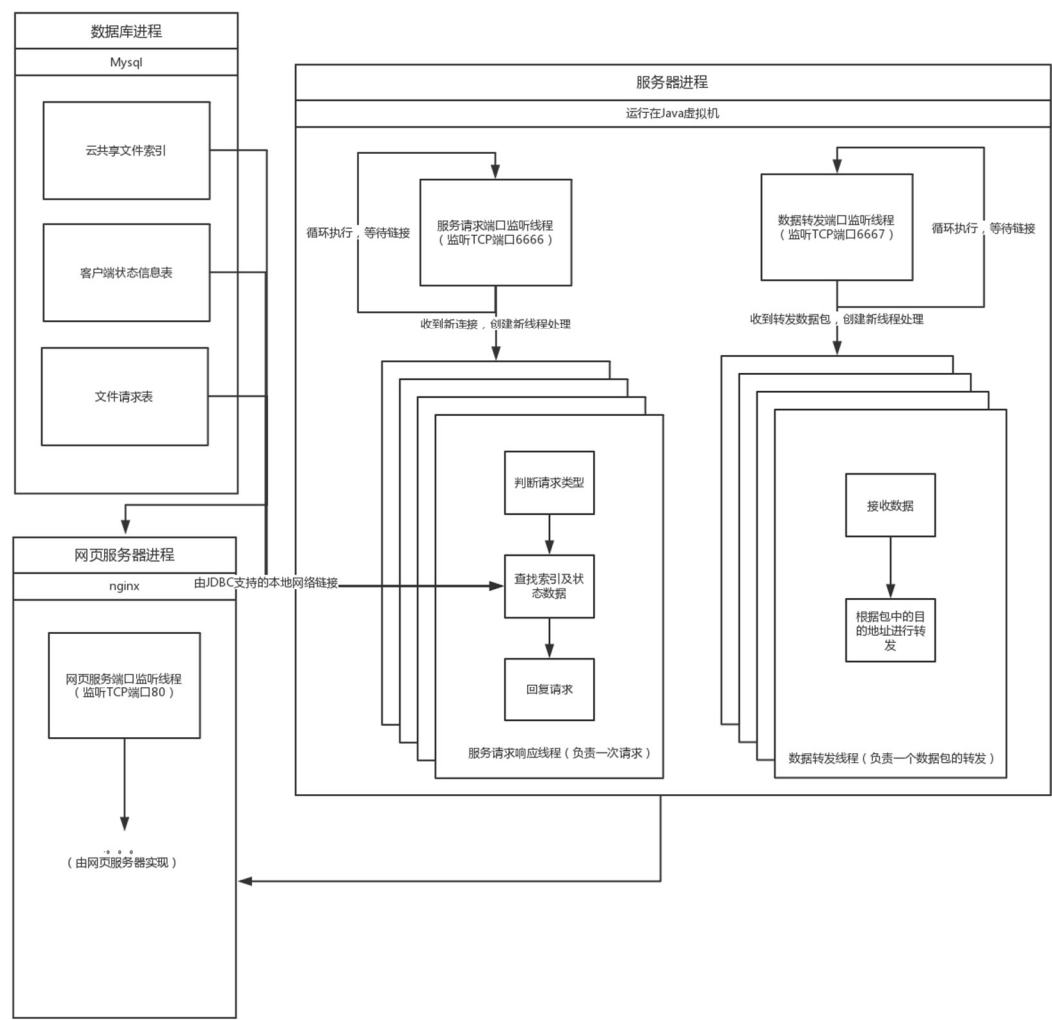 数据库进程
Mysql
云共享文件索引
客户端状态信息表
文件请求表
服务器进程
运行在Java虚拟机
服务请求端口监听线程
（监听TCP端口6666）
循环执行，等待链接
收到新连接，创建新线程处理
判断请求类型
查找索引及状
态数据
回复请求
服务请求响应线程（负责一次请求）
数据转发端口监听线程
（监听TCP端口6667）
循环执行，等待链接
收到转发数据包，创建新线程处理
接收数据
根据包中的目
的地址进行转
发
数据转发线程（负责一个数据包的转发）
由JDBC支持的本地网络链接
网页服务器进程
nginx
网页服务端口监听线程
（监听TCP端口80）
.。。。
（由网页服务器实现）